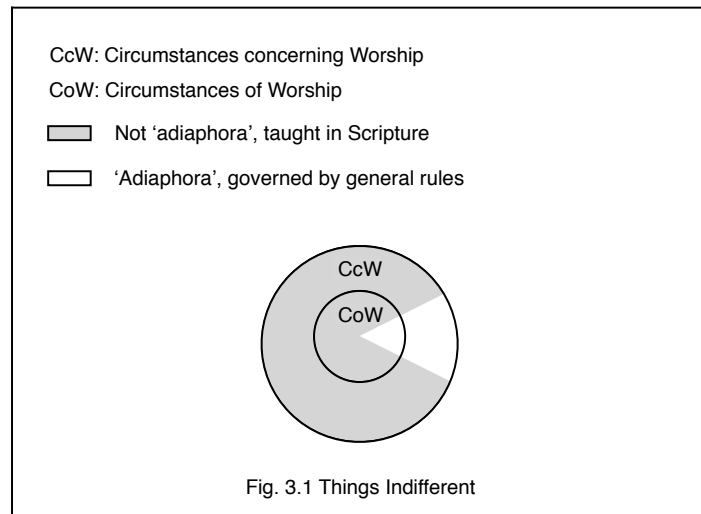 CcW: Circumstances concerning Worship
CoW: Circumstances of Worship
Not ‘adiaphora’, taught in Scripture
‘Adiaphora’, governed by general rules
CcW
CoW
Fig. 3.1 Things Indifferent